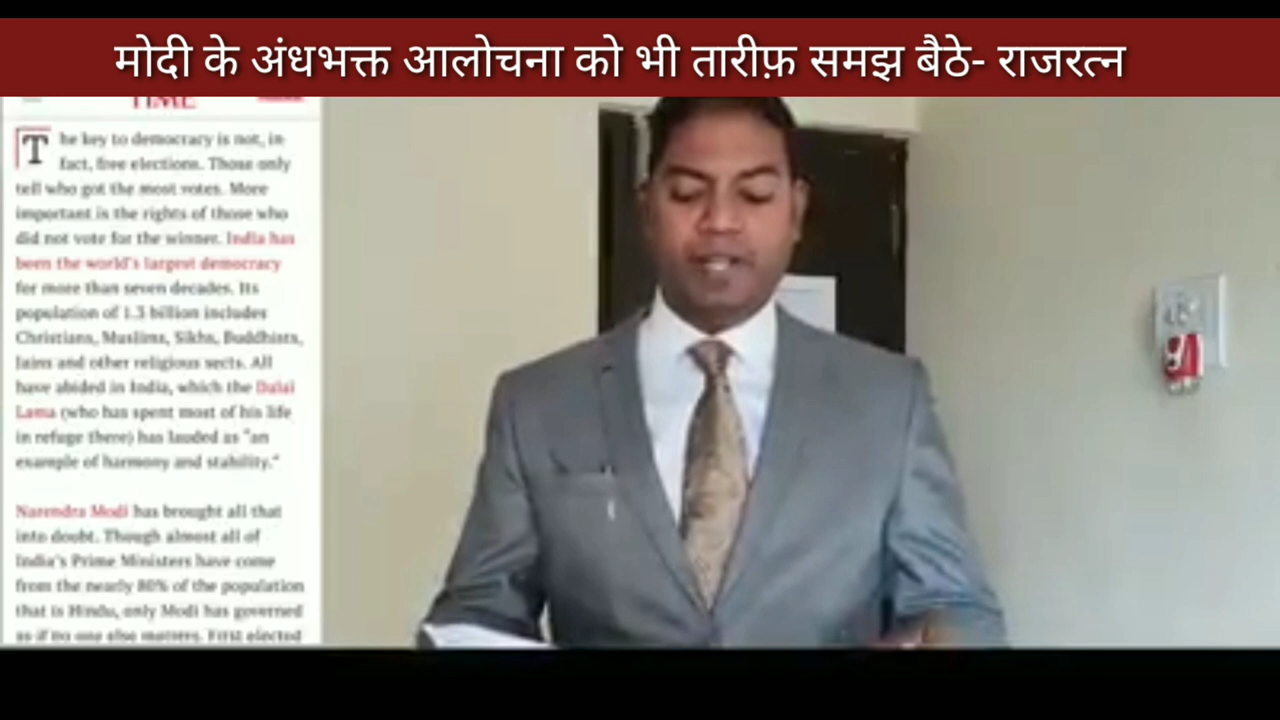 मोदी के अंधभक्त आलोचना को भी तारीफ़ समझ बैठे- राजरत्न
TIME
The key to democracy is not, in
fact, free elections. Those only
tell who got the most votes. More
important is the rights of those who
did not vote for the winner. India has
been the world's largest democracy
for more than seven decades. Its
population of 1.3 billion includes
Christians, Muslims, Sikhs, Buddhists,
Jains and other religious sects. All
have abided in India, which the Dalai
Lama (who has spent most of his life
in refuge there) has lauded as "an
example of harmony and stability."
Narendra Modi has brought all that
into doubt. Though almost all of
India's Prime Ministers have come
from the nearly 80% of the population
that is Hindu, only Modi has governed
as if no one else matters. First elected